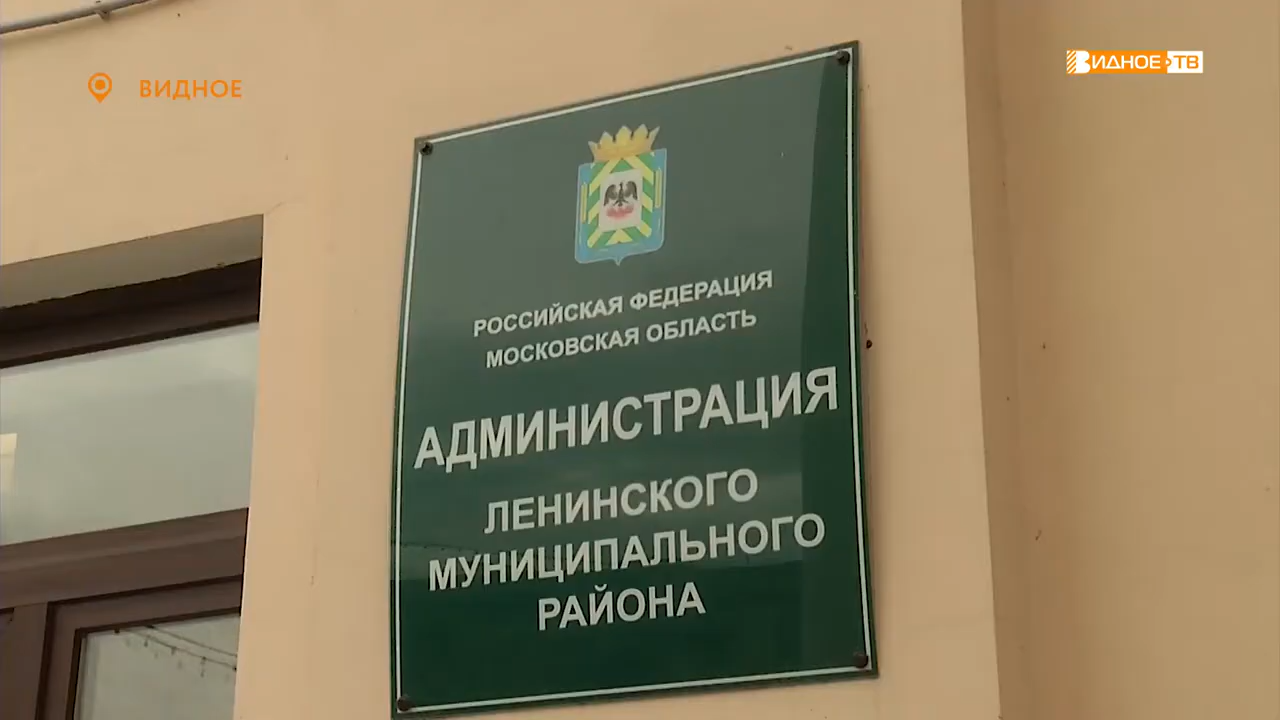 ВИДНОЕ
ВИДНОЕ ТВ
РОССИЙСКАЯ ФЕДЕРАЦИЯ
МОСКОВСКАЯ ОБЛАСТЬ
АДМИНИСТРАЦИЯ
ЛЕНИНСКОГО
МУНИЦИПАЛЬНОГО
РАЙОНА